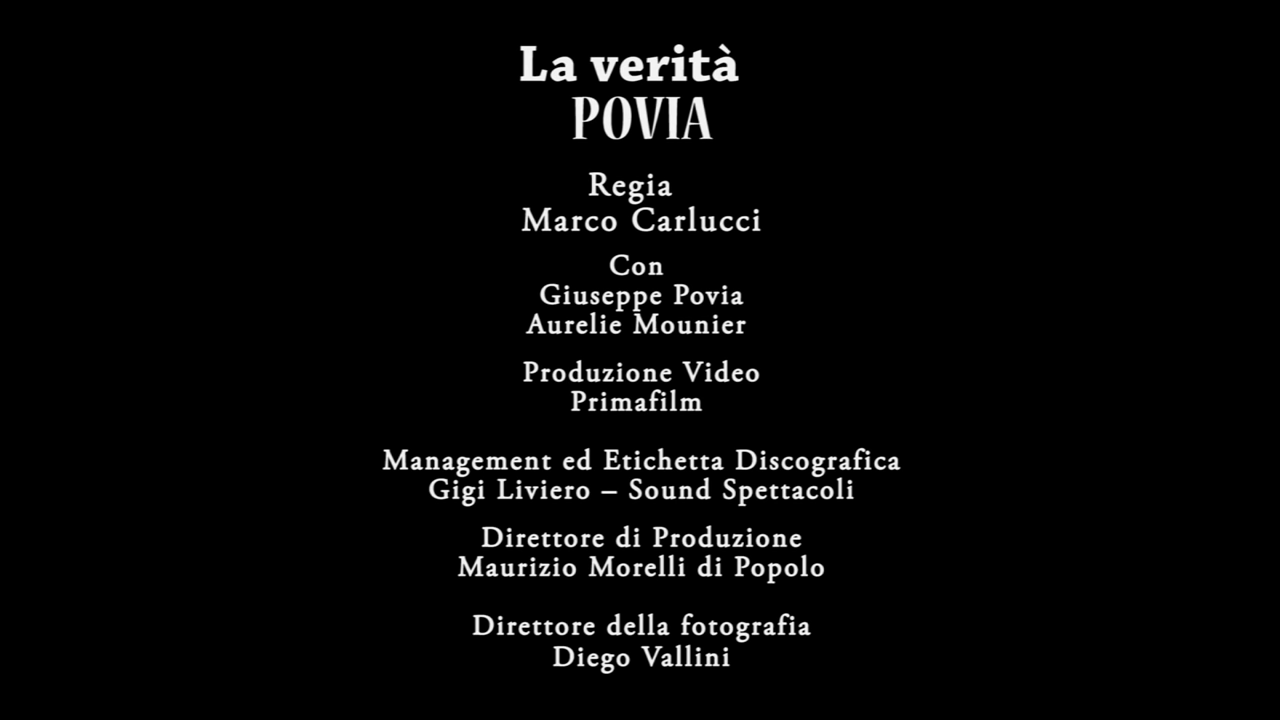 La verità
POVIA
Regia
Marco Carlucci
Con
Giuseppe Povia
Aurelie Mounier
Produzione Video
Primafilm
Management ed Etichetta Discografica
Gigi Liviero – Sound Spettacoli
Direttore di Produzione
Maurizio Morelli di Popolo
Direttore della fotografia
Diego Vallini